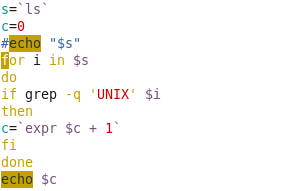 s=`ls`
c=0
#echo "$s"
for i in $s
do
if grep -q 'UNIX' $i
then
c=`expr $c + 1`
fi
done
echo $c